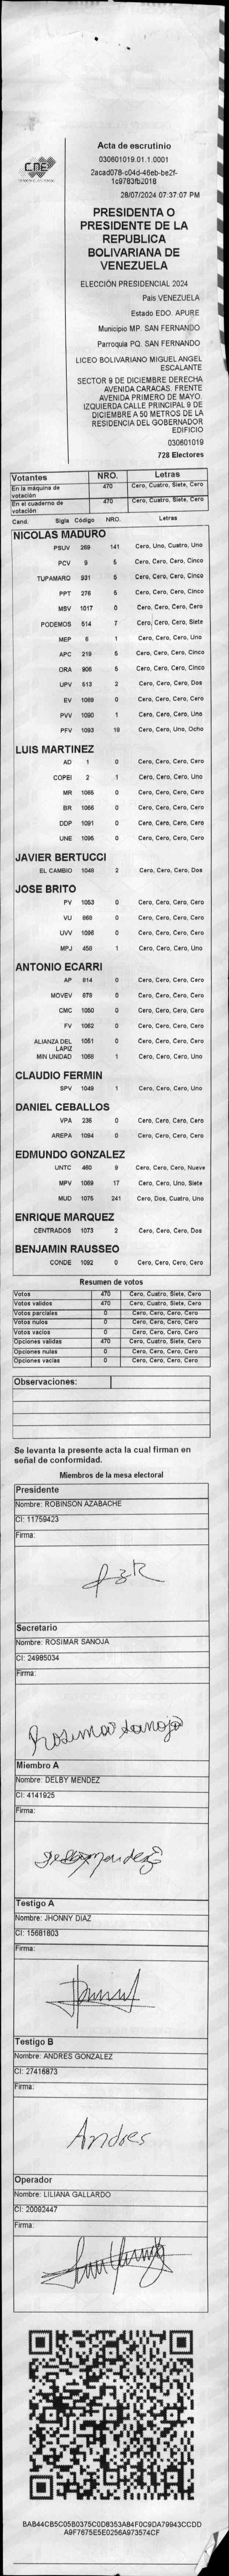 CNE
Acta de escrutinio
030601019.01.1.0001
2acad078-c04d-46eb-be2f-
1c9783fb2018
28/07/2024 07:37:07 PM
PRESIDENTA O
PRESIDENTE DE LA
REPUBLICA
BOLIVARIANA DE
VENEZUELA
ELECCIÓN PRESIDENCIAL 2024
País VENEZUELA
Estado EDO. APURE
Municipio MP. SAN FERNANDO
Parroquia PQ. SAN FERNANDO
LICEO BOLIVARIANO MIGUEL ANGEL
ESCALANTE
SECTOR 9 DE DICIEMBRE DERECHA
AVENIDA CARACAS. FRENTE
AVENIDA PRIMERO DE MAYO.
IZQUIERDA CALLE PRINCIPAL 9 DE
DICIEMBRE A 50 METROS DE LA
RESIDENCIA DEL GOBERNADOR
EDIFICIO
030601019
728 Electores
Votantes NRO. Letras
En la máquina de votación 470 Cero, Cuatro, Siete, Cero
En el cuaderno de votación 470 Cero, Cuatro, Siete, Cero
Cand. Sigla Código NRO. Letras
NICOLAS MADURO
PSUV 269 141 Cero, Uno, Cuatro, Uno
PCV 9 5 Cero, Cero, Cero, Cinco
TUPAMARO 931 5 Cero, Cero, Cero, Cinco
PPT 276 5 Cero, Cero, Cero, Cinco
MSV 1017 0 Cero, Cero, Cero, Cero
PODEMOS 514 7 Cero, Cero, Cero, Siete
MEP 6 1 Cero, Cero, Cero, Uno
APC 219 5 Cero, Cero, Cero, Cinco
ORA 906 5 Cero, Cero, Cero, Cinco
UPV 513 2 Cero, Cero, Cero, Dos
EV 1089 0 Cero, Cero, Cero, Cero
PVV 1090 1 Cero, Cero, Cero, Uno
PFV 1093 18 Cero, Cero, Uno, Ocho
LUIS MARTINEZ
AD 1 0 Cero, Cero, Cero, Cero
COPEI 2 1 Cero, Cero, Cero, Uno
MR 1065 0 Cero, Cero, Cero, Cero
BR 1066 0 Cero, Cero, Cero, Cero
DDP 1091 0 Cero, Cero, Cero, Cero
UNE 1095 0 Cero, Cero, Cero, Cero
JAVIER BERTUCCI
EL CAMBIO 1048 2 Cero, Cero, Cero, Dos
JOSE BRITO
PV 1053 0 Cero, Cero, Cero, Cero
VU 868 0 Cero, Cero, Cero, Cero
UVV 1096 0 Cero, Cero, Cero, Cero
MPJ 458 1 Cero, Cero, Cero, Uno
ANTONIO ECARRI
AP 814 0 Cero, Cero, Cero, Cero
MOVEV 878 0 Cero, Cero, Cero, Cero
CMC 1050 0 Cero, Cero, Cero, Cero
FV 1062 0 Cero, Cero, Cero, Cero
ALIANZA DEL LAPIZ 1051 0 Cero, Cero, Cero, Cero
MIN UNIDAD 1058 1 Cero, Cero, Cero, Uno
CLAUDIO FERMIN
SPV 1049 1 Cero, Cero, Cero, Uno
DANIEL CEBALLOS
VPA 236 0 Cero, Cero, Cero, Cero
AREPA 1094 0 Cero, Cero, Cero, Cero
EDMUNDO GONZALEZ
UNTC 460 9 Cero, Cero, Cero, Nueve
MPV 1069 17 Cero, Cero, Uno, Siete
MUD 1075 241 Cero, Dos, Cuatro, Uno
ENRIQUE MARQUEZ
CENTRADOS 1073 2 Cero, Cero, Cero, Dos
BENJAMIN RAUSSEO
CONDE 1092 0 Cero, Cero, Cero, Cero
Resumen de votos
Votos 470 Cero, Cuatro, Siete, Cero
Votos validos 470 Cero, Cuatro, Siete, Cero
Votos parciales 0 Cero, Cero, Cero, Cero
Votos nulos 0 Cero, Cero, Cero, Cero
Votos vacios 0 Cero, Cero, Cero, Cero
Opciones validas 470 Cero, Cuatro, Siete, Cero
Opciones nulas 0 Cero, Cero, Cero, Cero
Opciones vacias 0 Cero, Cero, Cero, Cero
Observaciones:
Se levanta la presente acta la cual firman en
señal de conformidad.
Miembros de la mesa electoral
Presidente
Nombre: ROBINSON AZABACHE
CI: 11759423
Firma:
Secretario
Nombre: ROSIMAR SANOJA
CI: 24985034
Firma:
Rosimar Sanoja
Miembro A
Nombre: DELBY MENDEZ
CI: 4141925
Firma:
Testigo A
Nombre: JHONNY DIAZ
CI: 15681803
Firma:
Testigo B
Nombre: ANDRES GONZALEZ
CI: 27416873
Firma:
Andres
Operador
Nombre: LILIANA GALLARDO
CI: 20092447
Firma:
BAB44CB5C05B0375C0D8353A84F0C9DA79943CCDD
A9F7675E5E0256A973574CF